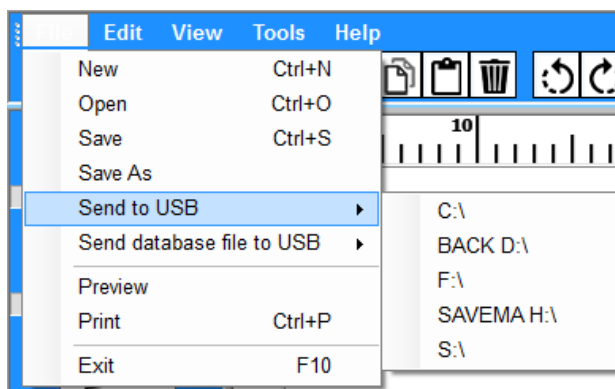 File Edit View Tools Help
New Ctrl+N
Open Ctrl+O
Save Ctrl+S
Save As
Send to USB
Send database file to USB
Preview
Print Ctrl+P
Exit F10
10
C:\
BACK D:\
F:\
SAVEMA H:\
S:\